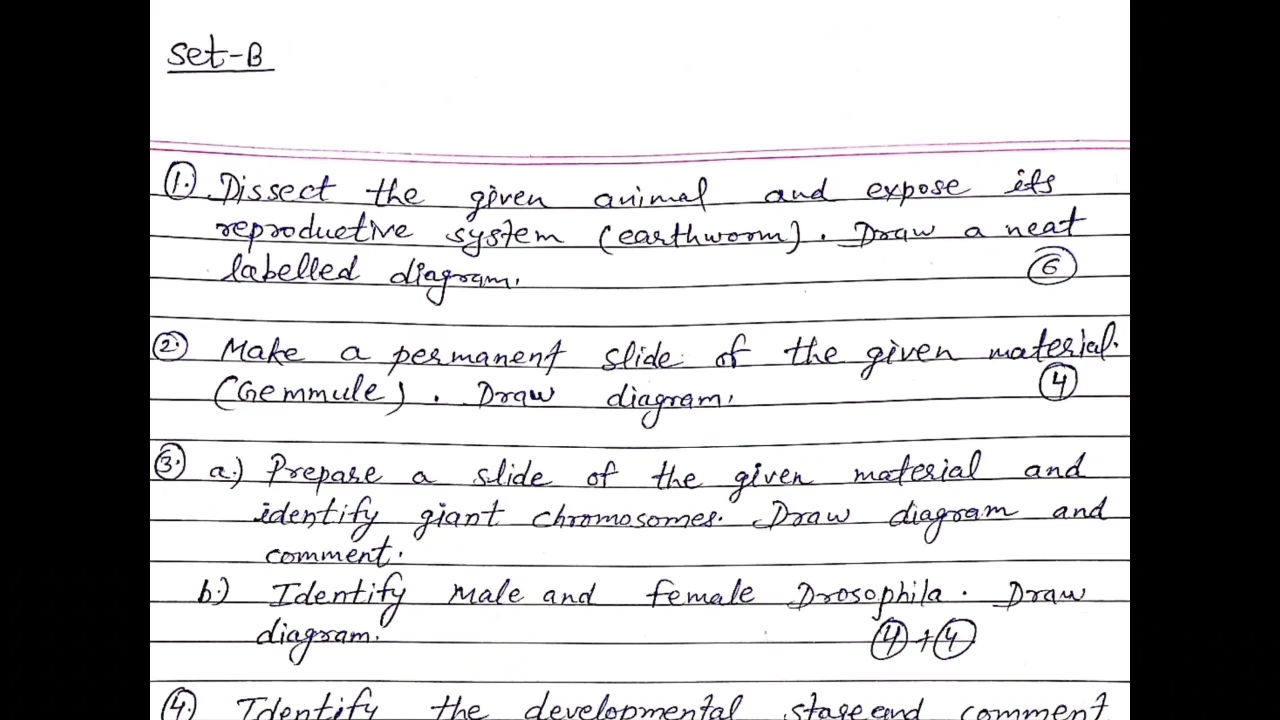 Set-B
1. Dissect the given animal and expose its
reproductive system (earthworm). Draw a neat
labelled diagram. 6
2. Make a permanent slide of the given material.
(Gemmule). Draw diagram. 4
3. a.) Prepare a slide of the given material and
identify giant chromosomes. Draw diagram and
comment.
b.) Identify male and female Drosophila. Draw
diagram. 4+4
4. Identify the developmental stage and comment